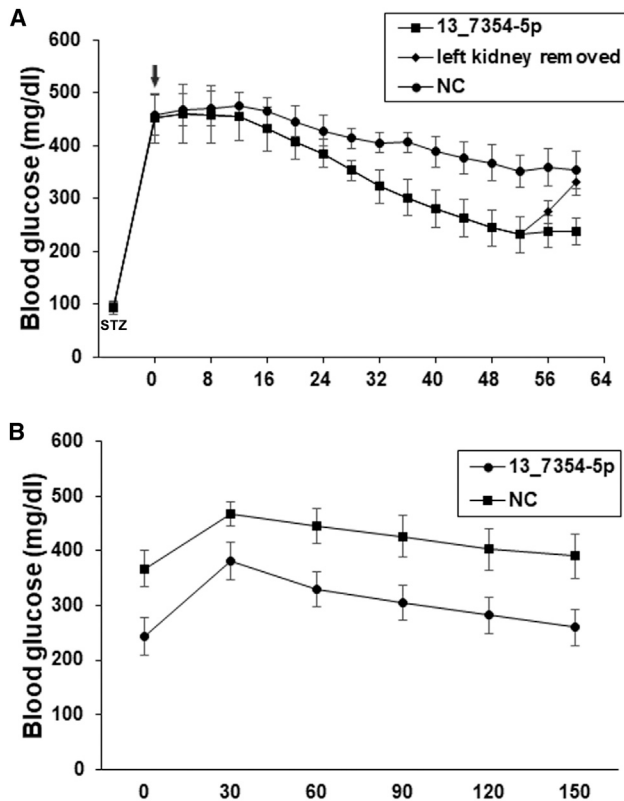 A
600
500
400
300
200
100
0
Blood glucose (mg/dl)
STZ
13_7354-5p
left kidney removed
NC
0 8 16 24 32 40 48 56 64
B
600
500
400
300
200
100
0
Blood glucose (mg/dl)
13_7354-5p
NC
0 30 60 90 120 150